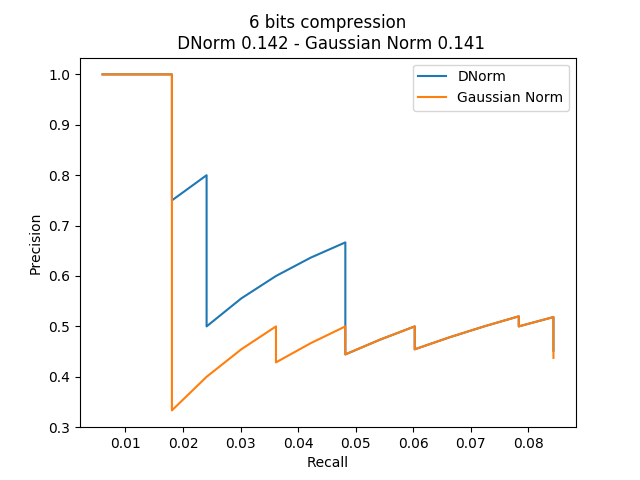 6 bits compression
DNorm 0.142 - Gaussian Norm 0.141
DNorm
Gaussian Norm
Precision
1.0
0.9
0.8
0.7
0.6
0.5
0.4
0.3
0.01 0.02 0.03 0.04 0.05 0.06 0.07 0.08
Recall